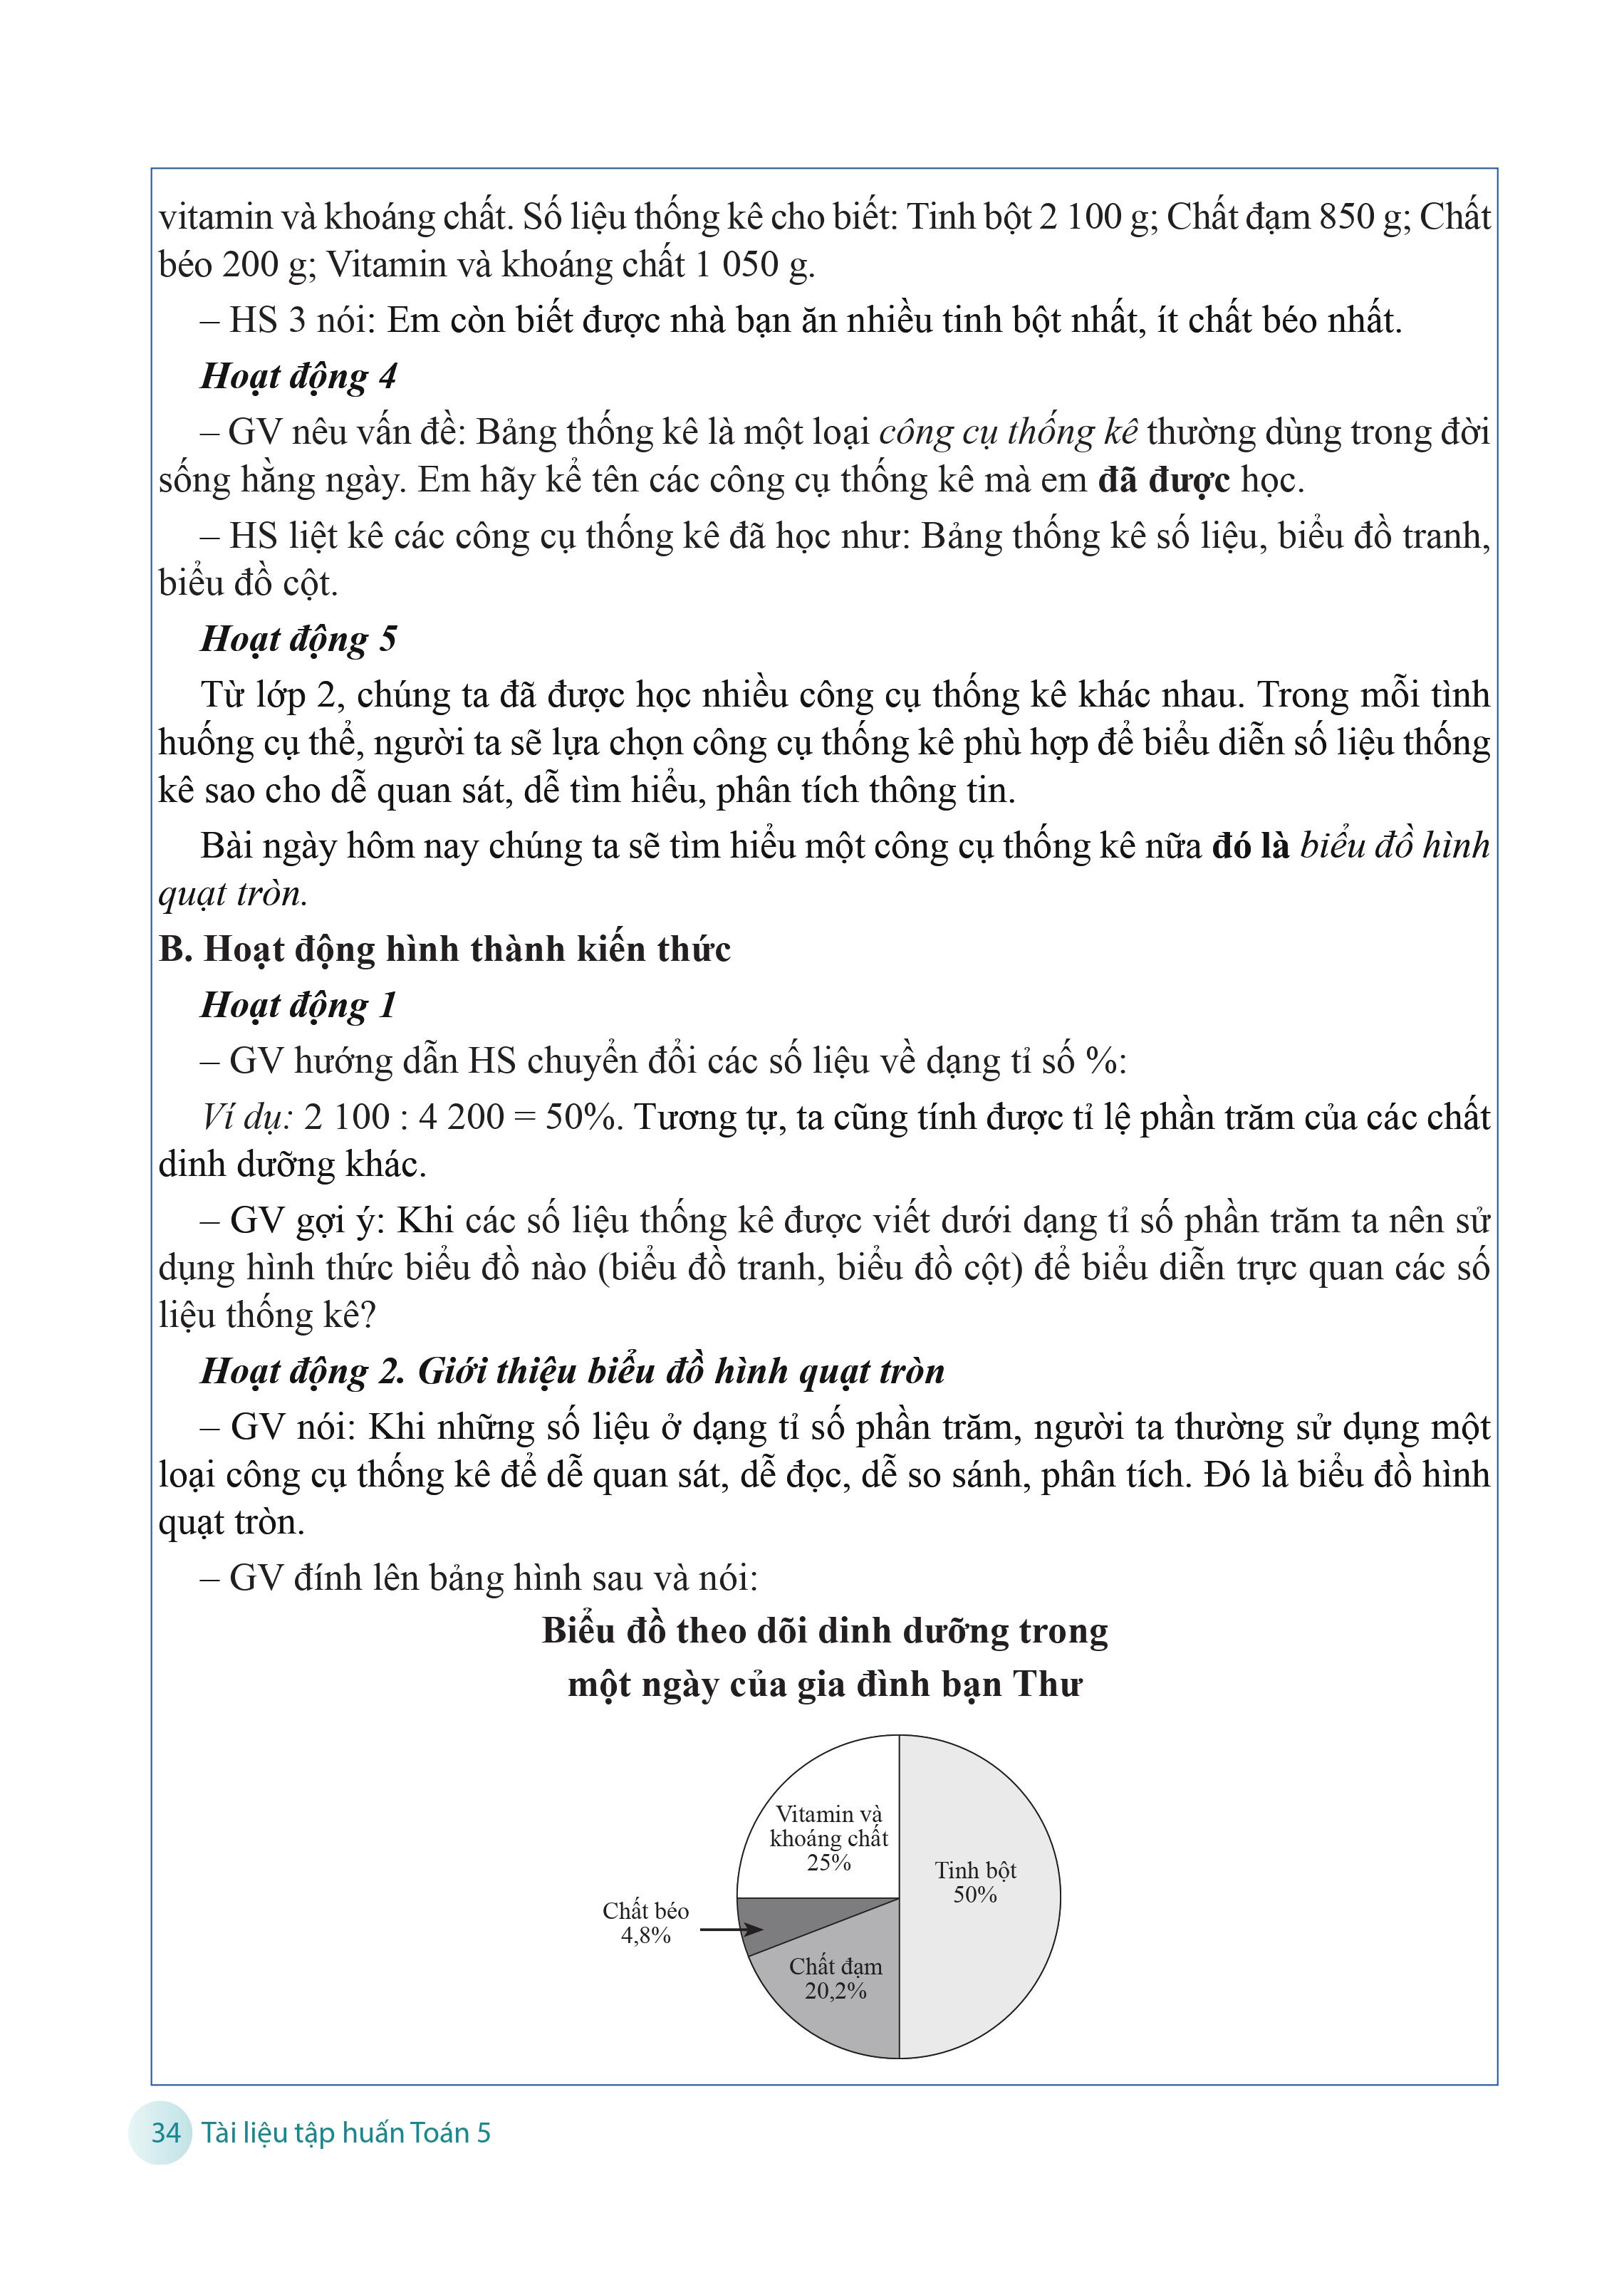 vitamin và khoáng chất. Số liệu thống kê cho biết: Tinh bột 2 100 g; Chất đạm 850 g; Chất
béo 200 g; Vitamin và khoáng chất 1 050 g.
– HS 3 nói: Em còn biết được nhà bạn ăn nhiều tinh bột nhất, ít chất béo nhất.
Hoạt động 4
– GV nêu vấn đề: Bảng thống kê là một loại công cụ thống kê thường dùng trong đời
sống hằng ngày. Em hãy kể tên các công cụ thống kê mà em đã được học.
– HS liệt kê các công cụ thống kê đã học như: Bảng thống kê số liệu, biểu đồ tranh,
biểu đồ cột.
Hoạt động 5
Từ lớp 2, chúng ta đã được học nhiều công cụ thống kê khác nhau. Trong mỗi tình
huống cụ thể, người ta sẽ lựa chọn công cụ thống kê phù hợp để biểu diễn số liệu thống
kê sao cho dễ quan sát, dễ tìm hiểu, phân tích thông tin.
Bài ngày hôm nay chúng ta sẽ tìm hiểu một công cụ thống kê nữa đó là biểu đồ hình
quạt tròn.
B. Hoạt động hình thành kiến thức
Hoạt động 1
– GV hướng dẫn HS chuyển đổi các số liệu về dạng tỉ số %:
Ví dụ: 2 100 : 4 200 = 50%. Tương tự, ta cũng tính được tỉ lệ phần trăm của các chất
dinh dưỡng khác.
– GV gợi ý: Khi các số liệu thống kê được viết dưới dạng tỉ số phần trăm ta nên sử
dụng hình thức biểu đồ nào (biểu đồ tranh, biểu đồ cột) để biểu diễn trực quan các số
liệu thống kê?
Hoạt động 2. Giới thiệu biểu đồ hình quạt tròn
– GV nói: Khi những số liệu ở dạng tỉ số phần trăm, người ta thường sử dụng một
loại công cụ thống kê để dễ quan sát, dễ đọc, dễ so sánh, phân tích. Đó là biểu đồ hình
quạt tròn.
– GV đính lên bảng hình sau và nói:
Biểu đồ theo dõi dinh dưỡng trong
một ngày của gia đình bạn Thư
Vitamin và
khoáng chất
25%
Tinh bột
50%
Chất béo
4,8%
Chất đạm
20,2%
34 Tài liệu tập huấn Toán 5